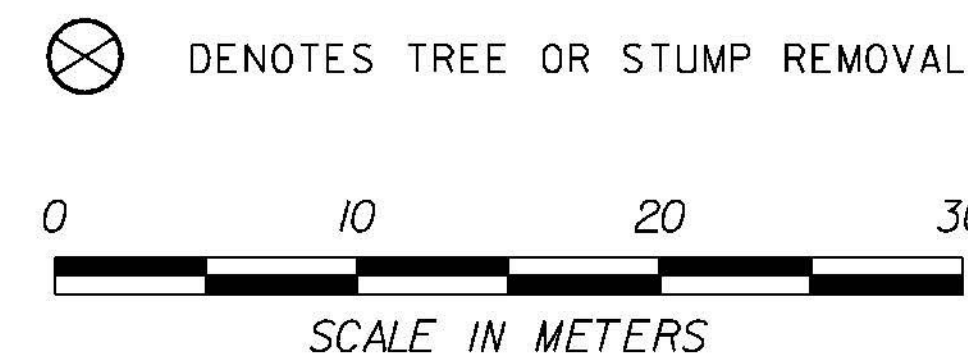 DENOTES TREE OR STUMP REMOVAL
0 10 20
SCALE IN METERS